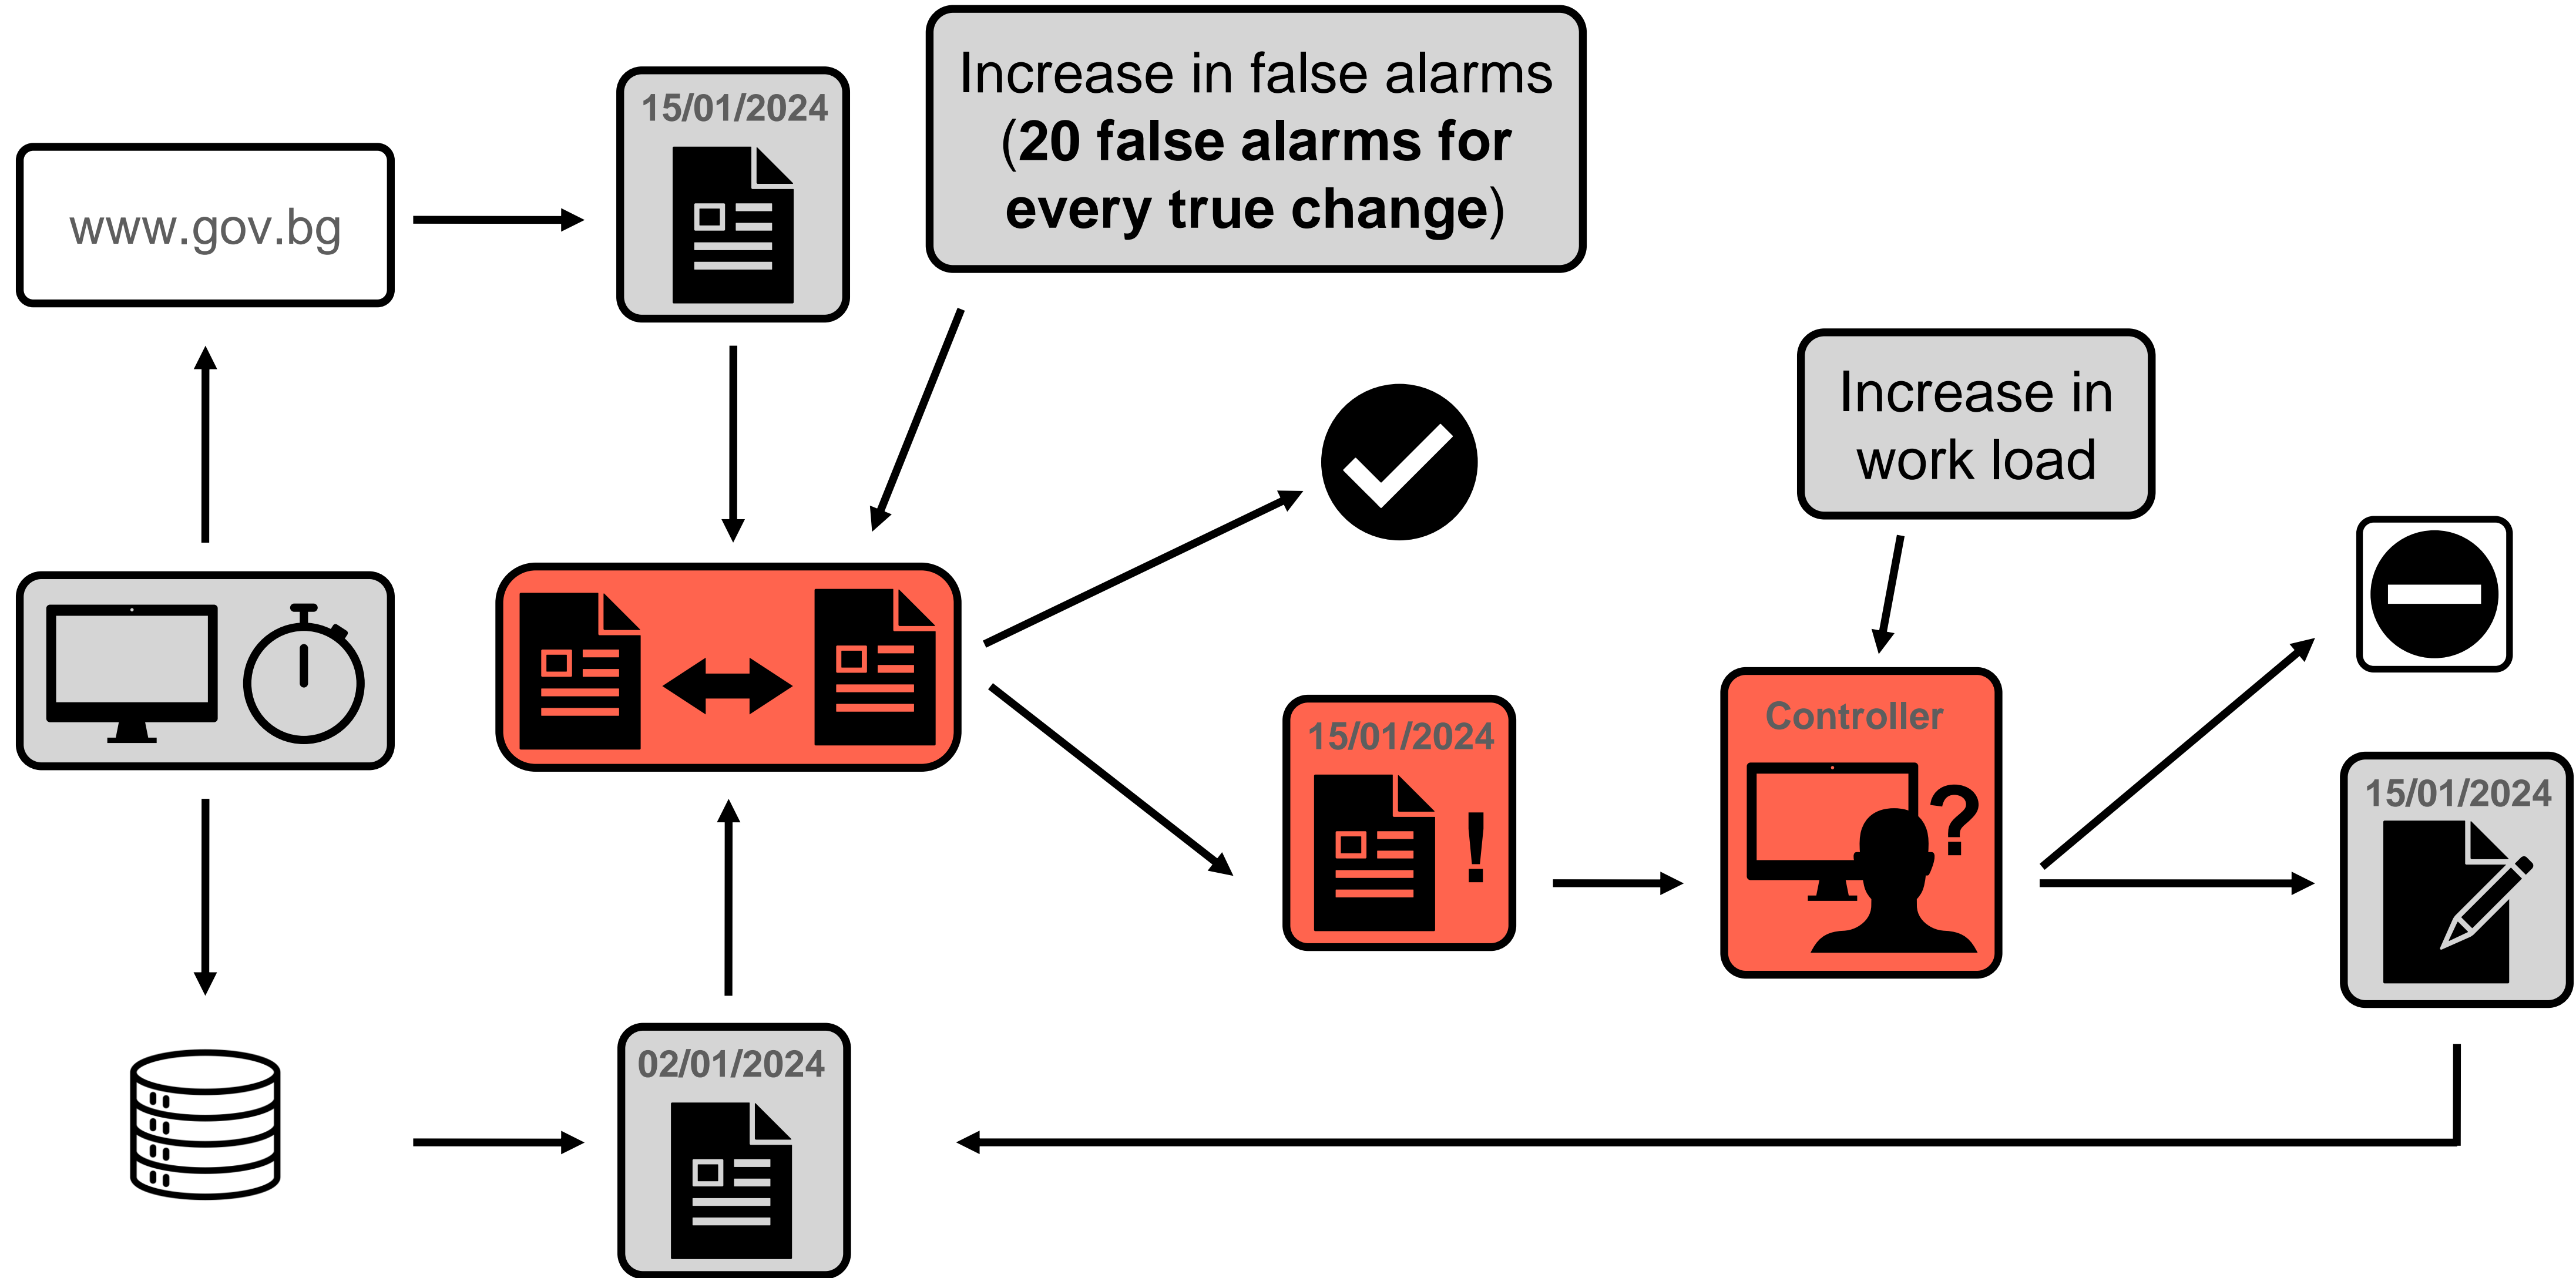 Increase in false alarms
(20 false alarms for
every true change)
15/01/2024
www.gov.bg
Increase in
work load
Controller
?
15/01/2024
!
15/01/2024
02/01/2024